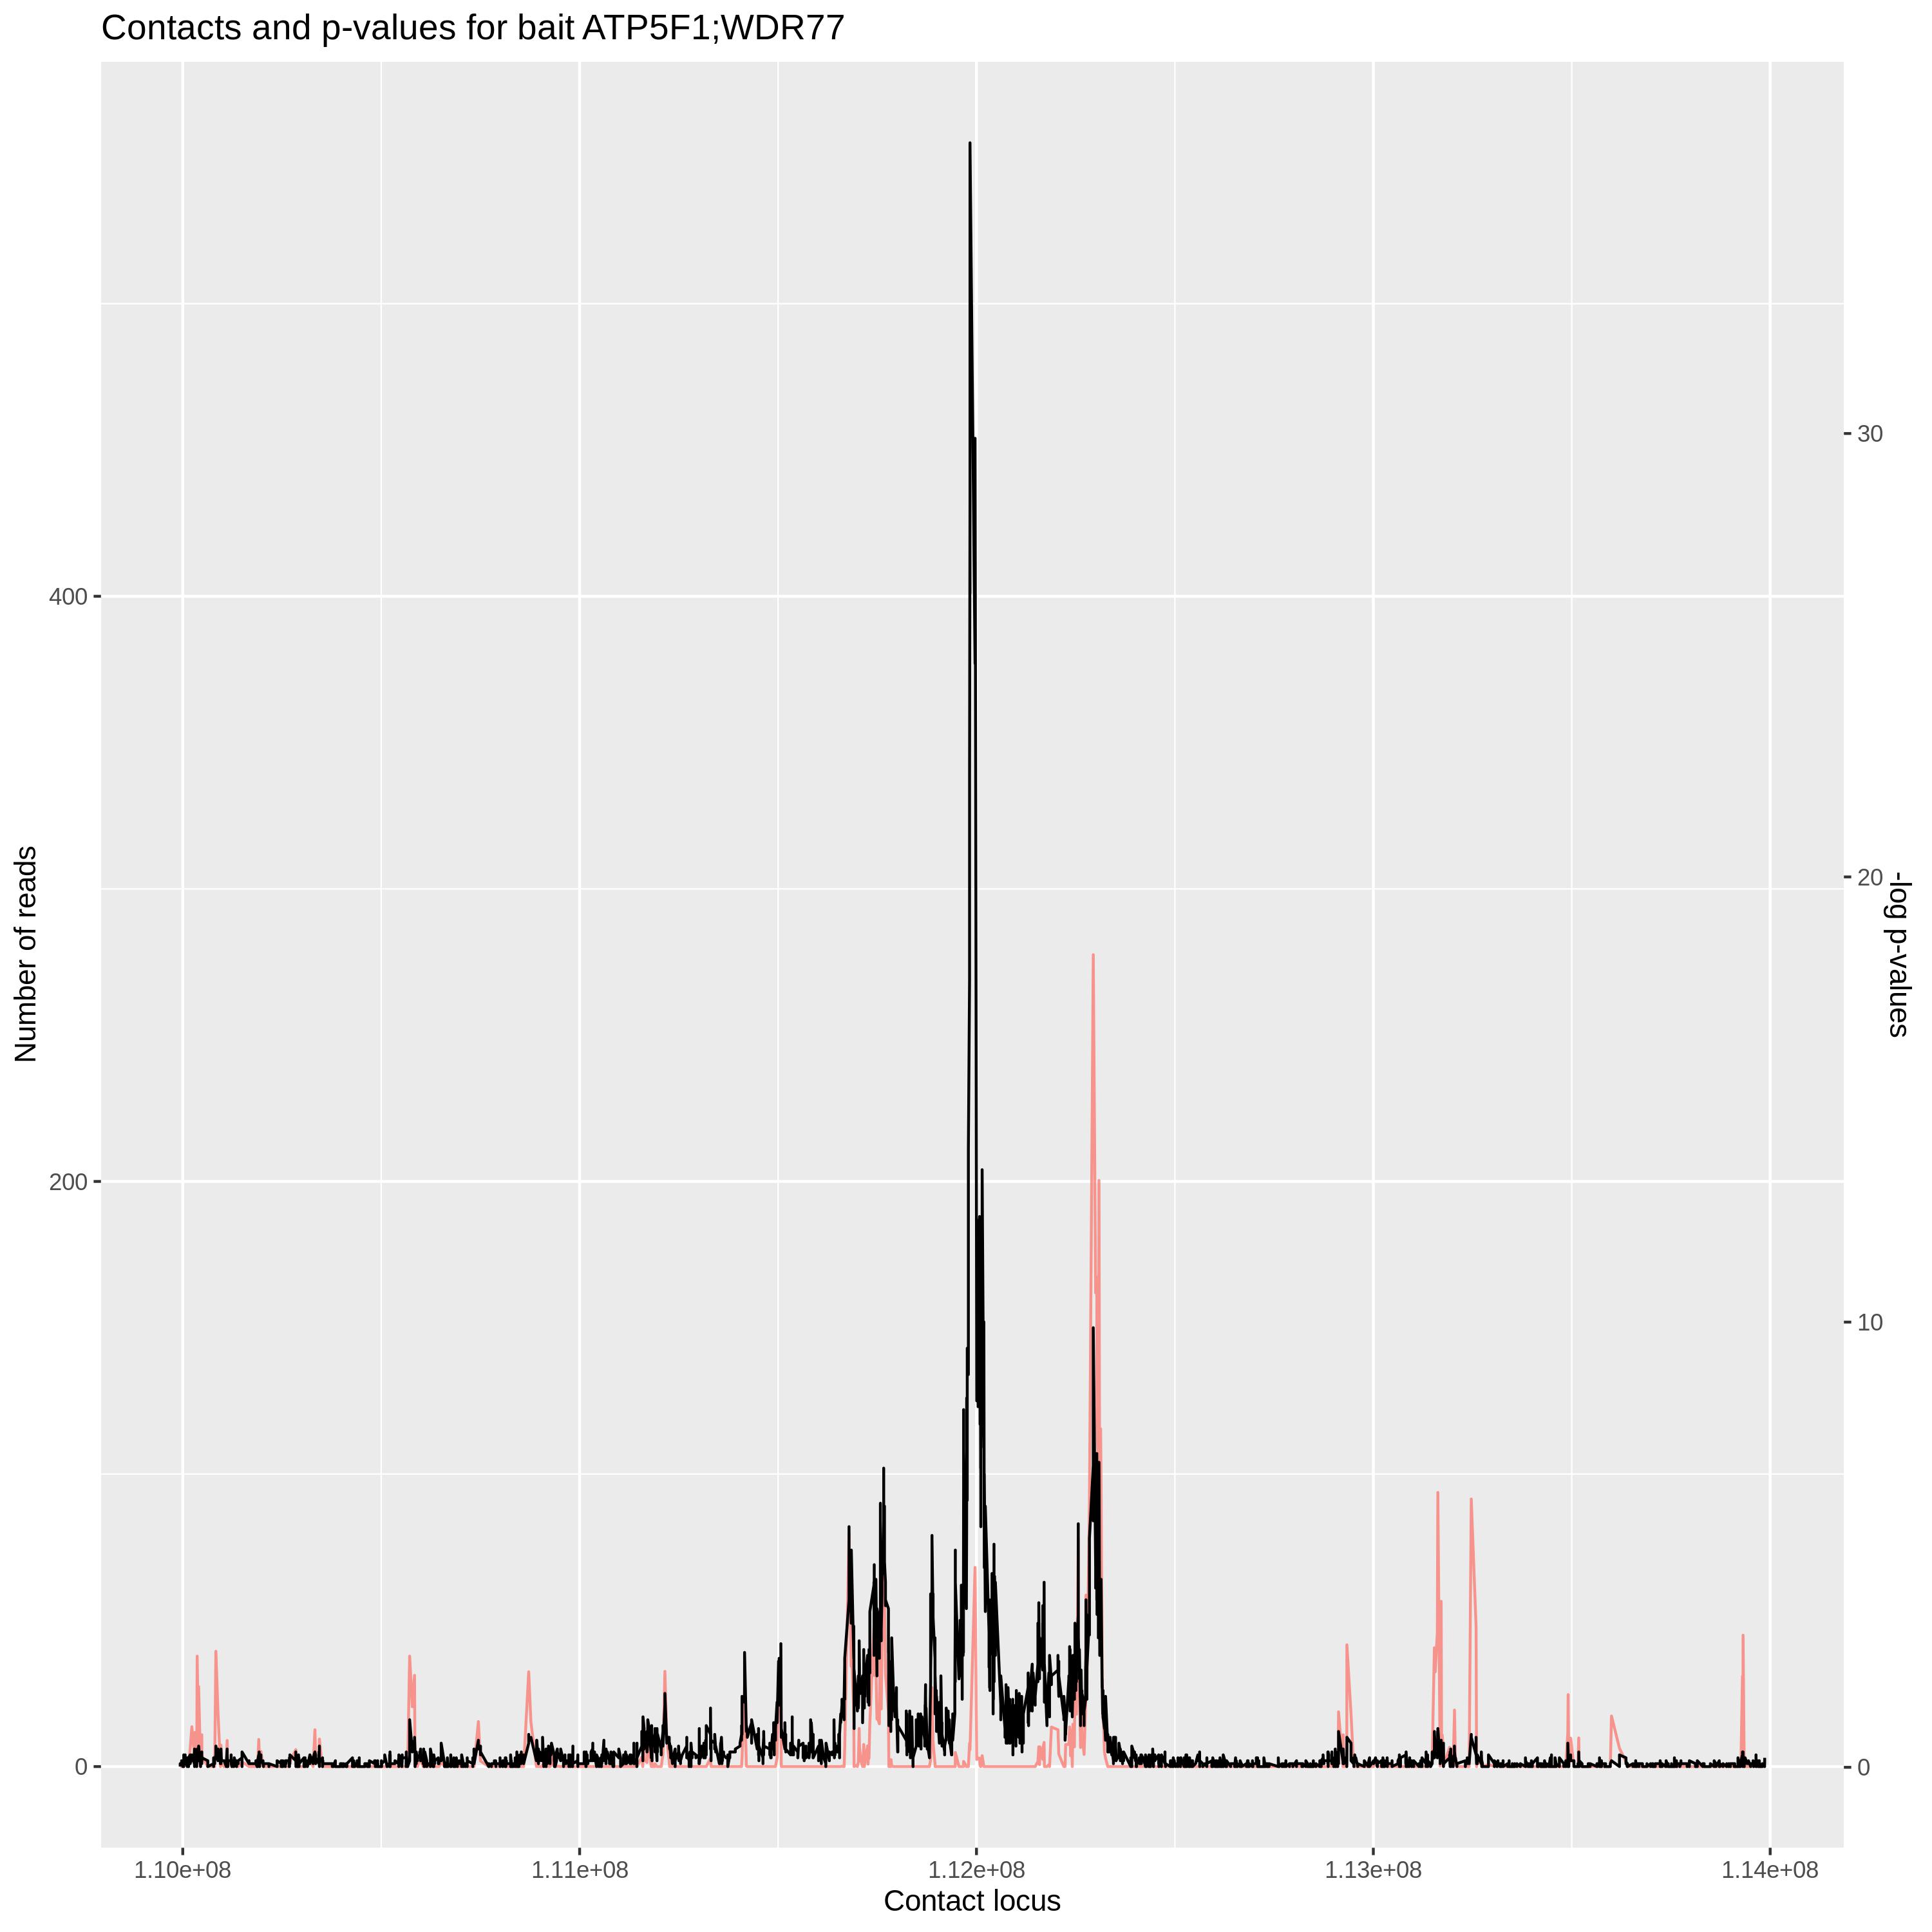 Contacts and p-values for bait ATP5F1;WDR77
Number of reads
400
200
0
30
20
10
0
-log p-values
1.10e+08
1.11e+08
1.12e+08
1.13e+08
1.14e+08
Contact locus